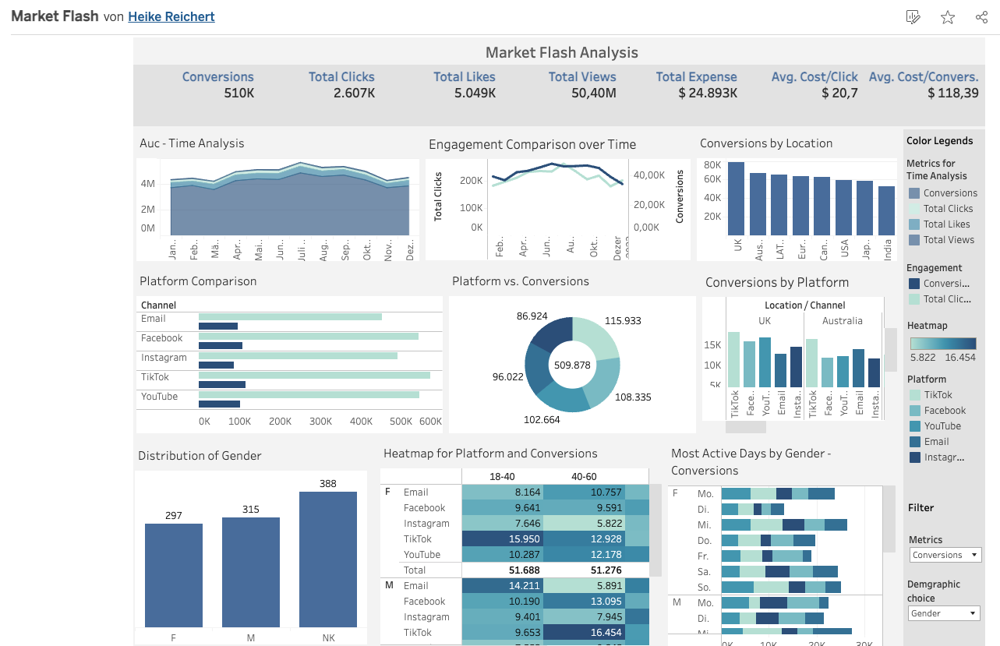 Market Flash von Heike Reichert
Market Flash Analysis
Conversions Total Clicks Total Likes Total Views Total Expense Avg. Cost/Click Avg. Cost/Convers.
510K 2.607K 5.049K 50,40M $ 24.893K $ 20,7 $ 118,39
Auc - Time Analysis
4M
2M
0M
Jan.. Feb.. Mä.. Apr.. Mai.. Jun.. Juli .. Aug.. Sep.. Okt.. Nov.. Dez..
Engagement Comparison over Time
Total Clicks
200K
100K
0K
40,00K
20,00K
0,00K
Conversions
Feb.. Apr.. Jun.. Au.. Okt.. Dezer
Conversions by Location
80K
60K
40K
20K
UK Aus.. LAT.. Eur.. Can.. USA Jap.. India
Color Legends
Metrics for
Time Analysis
Conversions
Total Clicks
Total Likes
Total Views
Engagement
Conversi...
Total Clic...
Heatmap
5.822 16.454
Platform
TikTok
Facebook
YouTube
Email
Instagr...
Filter
Metrics
Conversions
Demgraphic
choice
Gender
Platform Comparison
Channel
Email
Facebook
Instagram
TikTok
YouTube
0K 100K 200K 300K 400K 500K 600K
Platform vs. Conversions
86.924 115.933
509.878
96.022
108.335
102.664
Conversions by Platform
Location / Channel
UK Australia
15K
10K
5K
TikTok Face.. YouT.. Email Insta.. TikTok Face.. YouT.. Email Insta..
Distribution of Gender
297 315 388
F M NK
Heatmap for Platform and Conversions
18-40 40-60
F Email 8.164 10.757
Facebook 9.641 9.591
Instagram 7.646 5.822
TikTok 15.950 12.928
YouTube 10.287 12.178
Total 51.688 51.276
M Email 14.211 5.891
Facebook 10.190 13.095
Instagram 9.401 7.945
TikTok 9.653 16.454
Most Active Days by Gender -
Conversions
F Mo.
Di.
Mi.
Do.
Fr.
Sa.
So.
M Mo.
Di.
Mi.
0K 10K 20K 30K